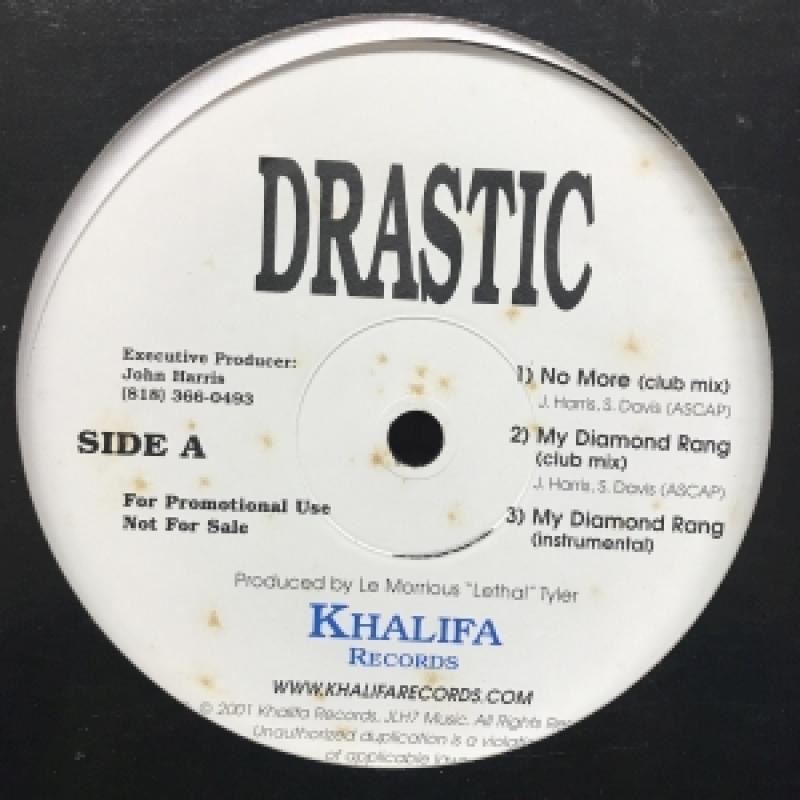 DRASTIC
Executive Producer:
John Harris
(818) 366-0493
SIDE A
For Promotional Use
Not For Sale
1) No More (club mix)
J. Harris, S. Davis (ASCAP)
2) My Diamond Rang
(club mix)
J. Harris, S. Davis (ASCAP)
3) My Diamond Rang
(instrumental)
Produced by Le Morrious "Lethal" Tyler
KHALIFA
RECORDS
WWW.KHALIFARECORDS.COM
© 2001 Khalifa Records, JLH7 Music. All Rights
Unauthorized duplication is a
of applicable